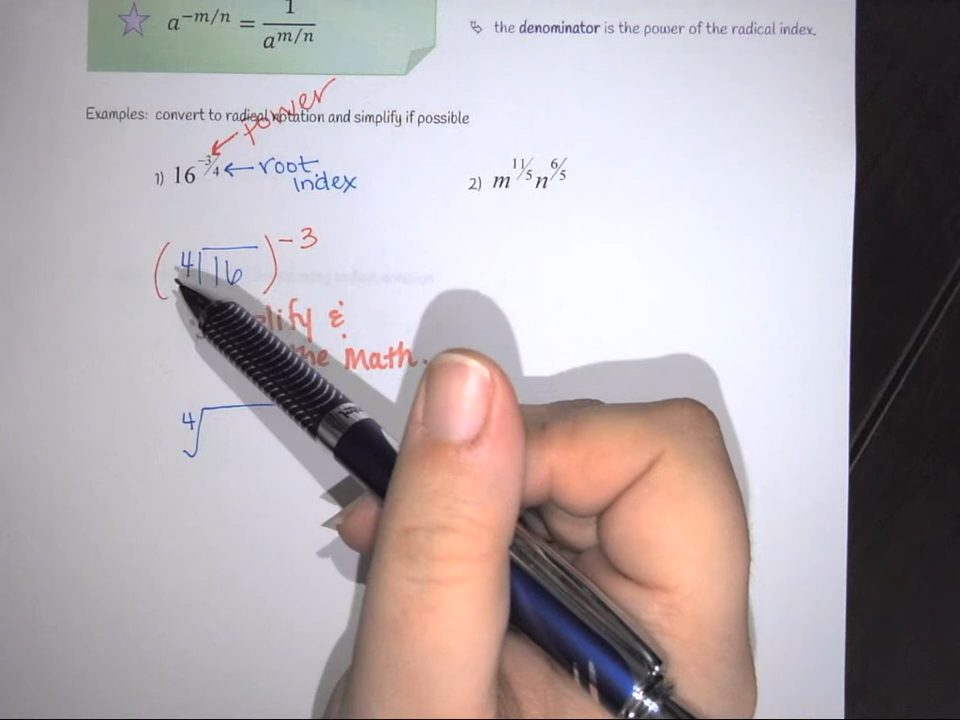 a^{-m/n} = 1/a^{m/n}
the denominator is the power of the radical index.
Examples: convert to radical notation and simplify if possible
power
1) 16^{-3/4} ← root index
2) m^{11/5} n^{6/5}
(4√16)^{-3}
&
the Math.
4√